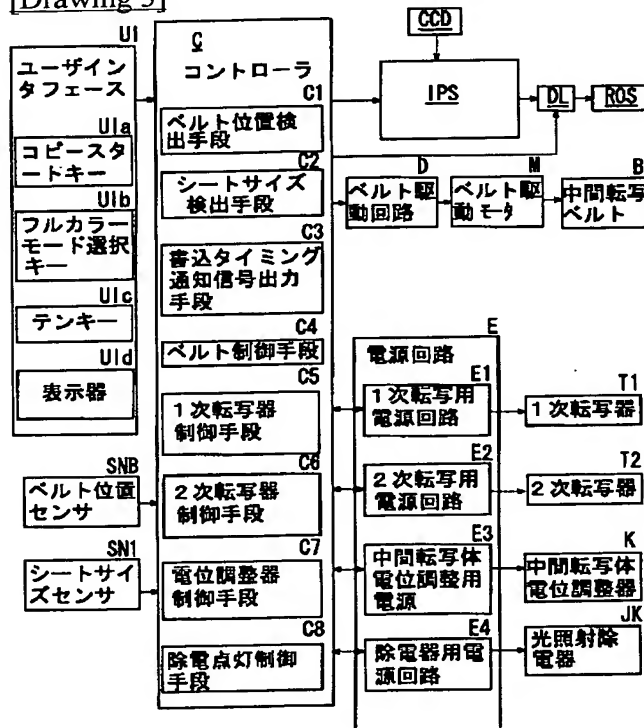 [Drawing 5]
UI
ユーザイン
タフェース
UIa
コピースタ
ートキー
UIb
フルカラー
モード選択
キー
UIc
テンキー
UId
表示器
SNB
ベルト位置
センサ
SN1
シートサイ
ズセンサ
C
コントローラ
C1
ベルト位置検
出手段
C2
シートサイズ
検出手段
C3
書込タイミング
通知信号出力
手段
C4
ベルト制御手段
C5
1次転写器
制御手段
C6
2次転写器
制御手段
C7
電位調整器
制御手段
C8
除電点灯制御
手段
CCD
IPS
DL
ROS
D
ベルト駆
動回路
M
ベルト駆
動モータ
B
中間転写
ベルト
E
電源回路
E1
1次転写用
電源回路
E2
2次転写用
電源回路
E3
中間転写体
電位調整用
電源
E4
除電器用電
源回路
T1
1次転写器
T2
2次転写器
K
中間転写体
電位調整器
JK
光照射除
電器